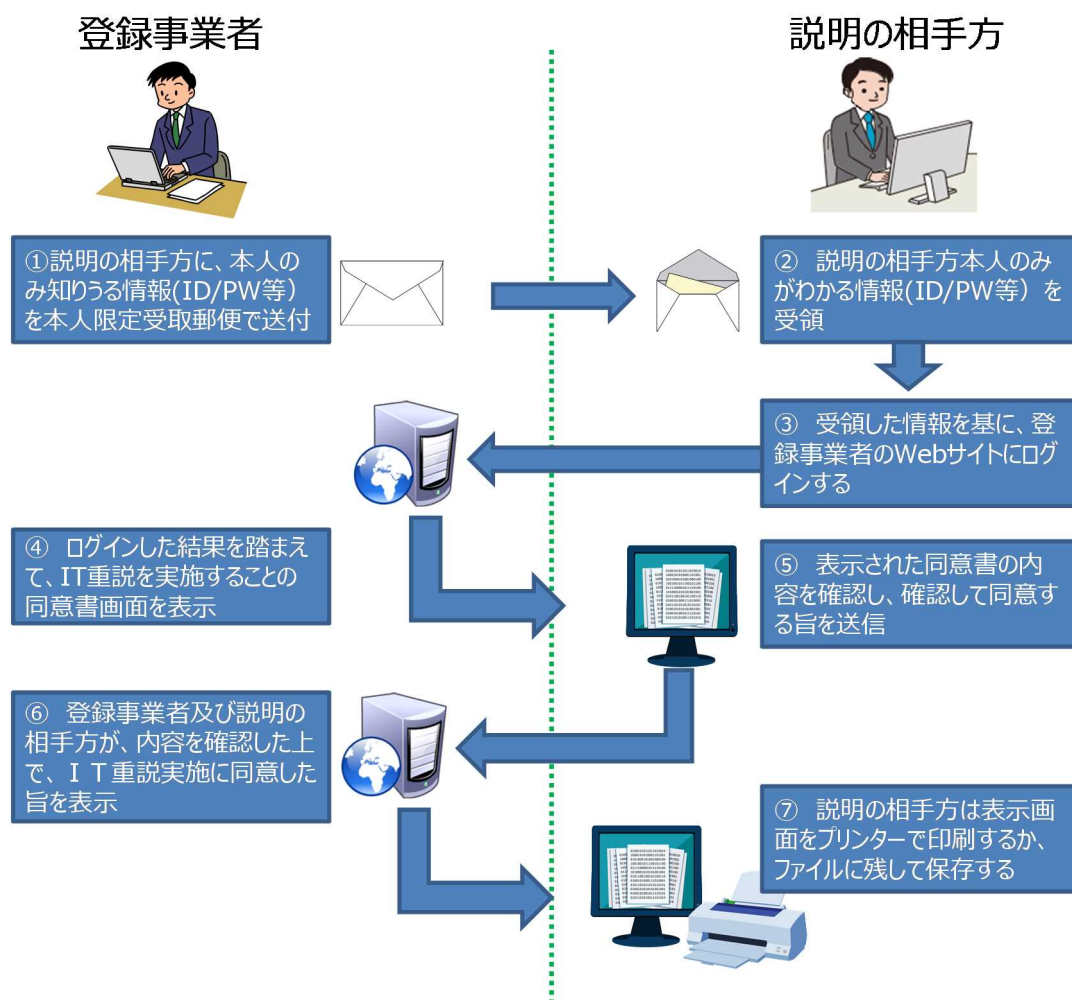 登録事業者
説明の相手方
①説明の相手方に、本人の
み知りうる情報(ID/PW等）
を本人限定受取郵便で送付
② 説明の相手方本人のみ
がわかる情報(ID/PW等）を
受領
③ 受領した情報を基に、登
録事業者のWebサイトにログ
インする
④ ログインした結果を踏まえ
て、IT重説を実施することの
同意書画面を表示
⑤ 表示された同意書の内
容を確認し、確認して同意す
る旨を送信
⑥ 登録事業者及び説明の
相手方が、内容を確認した上
で、ＩＴ重説実施に同意した
旨を表示
⑦ 説明の相手方は表示画
面をプリンターで印刷するか、
ファイルに残して保存する